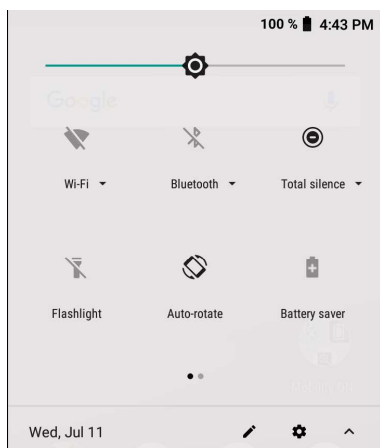 100 % 4:43 PM
Google
Wi-Fi Bluetooth Total silence
Flashlight Auto-rotate Battery saver
Wed, Jul 11